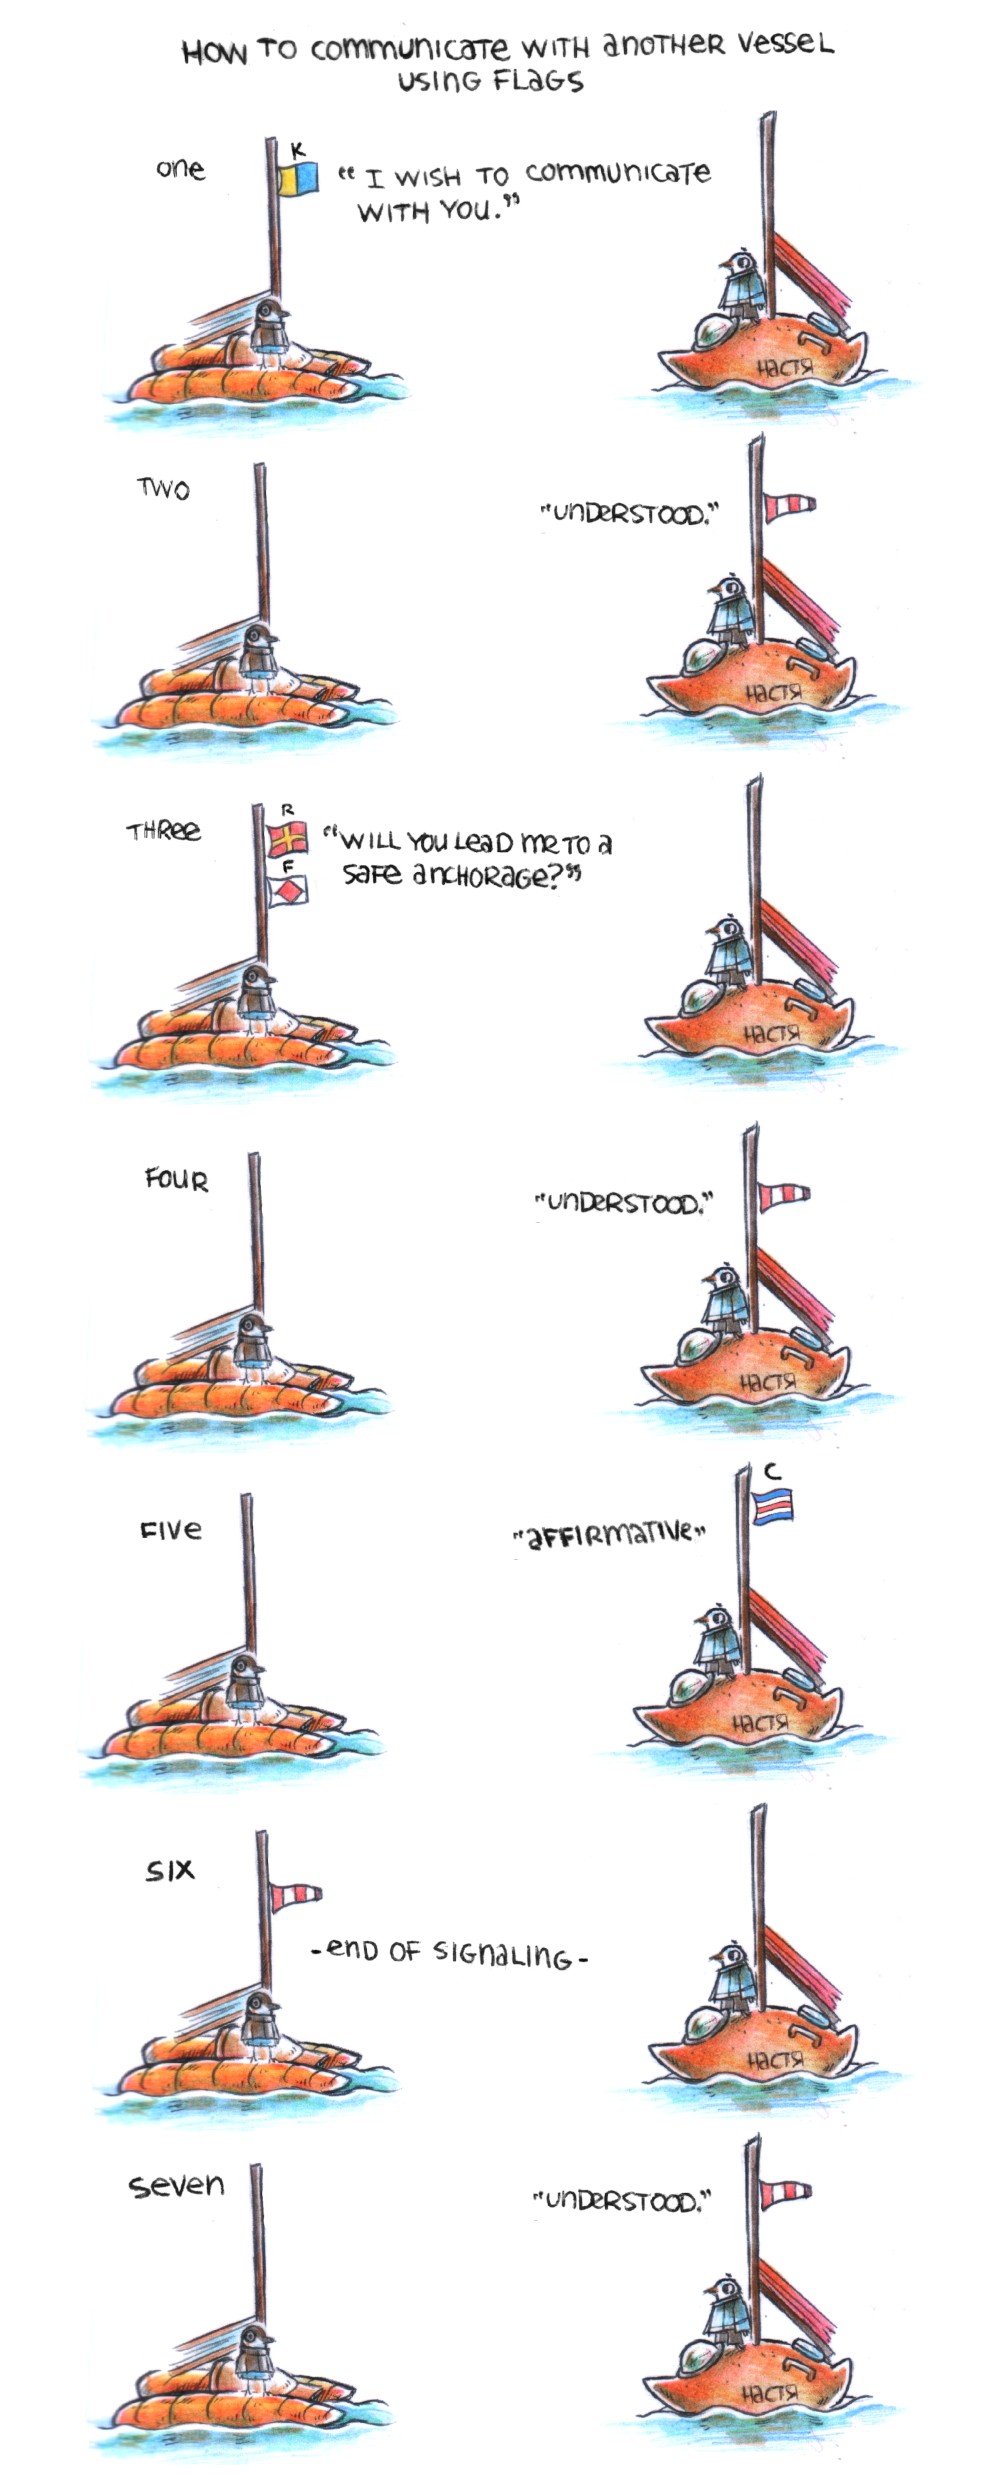 HOW TO COMMUNICATE WITH ANOTHER VESSEL
USING FLAGS
ONE
K
"I WISH TO COMMUNICATE
WITH YOU."
НАСТЯ
TWO
"UNDERSTOOD."
НАСТЯ
THREE
R
F
"WILL YOU LEAD ME TO A
SAFE ANCHORAGE?"
НАСТЯ
FOUR
"UNDERSTOOD."
НАСТЯ
FIVE
C
"AFFIRMATIVE"
НАСТЯ
SIX
-END OF SIGNALING-
НАСТЯ
SEVEN
"UNDERSTOOD."
НАСТЯ